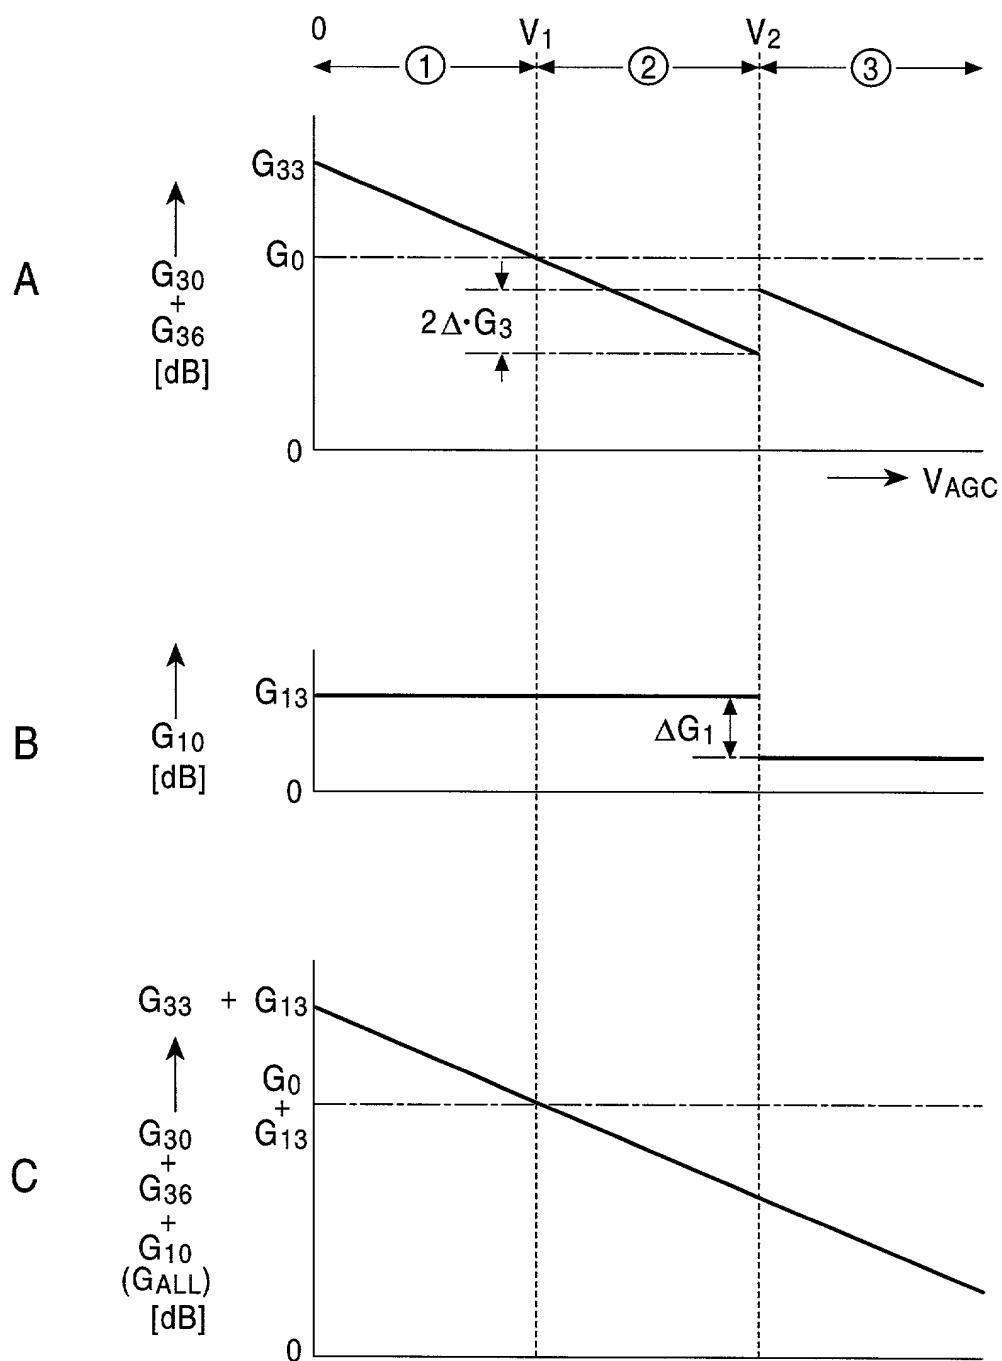 0 V1 V2
① ② ③
A
G33
G0
G30
+
G36
[dB]
2Δ·G3
0
VAGC
B
G13
G10
[dB]
ΔG1
0
C
G33 + G13
G0
+
G13
G30
+
G36
+
G10
(GALL)
[dB]
0